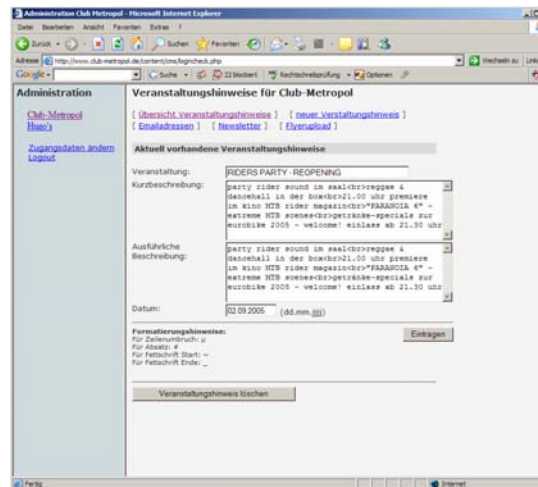 Administration Club Metropol - Microsoft Internet Explorer
Datei Bearbeiten Ansicht Favoriten Extras ?
Zurück Suchen Favoriten
Adresse http://www.club-metropol.de/content/cms/logincheck.php Wechseln zu Links
Google Suche 22 blockiert Rechtschreibprüfung Optionen
Administration
Club-Metropol
Hugo's
Zugangsdaten ändern
Logout
Veranstaltungshinweise für Club-Metropol
[ Übersicht Veranstaltungshinweise ] [ neuer Verstaltungshinweis ]
[ Emailadressen ] [ Newsletter ] [ Flyerupload ]
Aktuell vorhandene Veranstaltungshinweise
Veranstaltung: RIDERS PARTY - REOPENING
Kurzbeschreibung:
party rider sound im saal<br>reggae &
dancehall in der box<br>21.00 uhr premiere
im kino MTB rider magazin<br>"PARANOIA 6" -
extreme MTB scenes<br>getränke-specials zur
eurobike 2005 - welcome! einlass ab 21.30 uhr
Ausführliche
Beschreibung:
party rider sound im saal<br>reggae &
dancehall in der box<br>21.00 uhr premiere
im kino MTB rider magazin<br>"PARANOIA 6" -
extreme MTB scenes<br>getränke-specials zur
eurobike 2005 - welcome! einlass ab 21.30 uhr
Datum: 02.09.2005 (dd.mm.jjjj)
Formatierungshinweise:
Für Zeilenumbruch: µ
Für Absatz: #
Für Fettschrift Start: ~
Für Fettschrift Ende: _
Eintragen
Veranstaltungshinweis löschen
Fertig
Internet